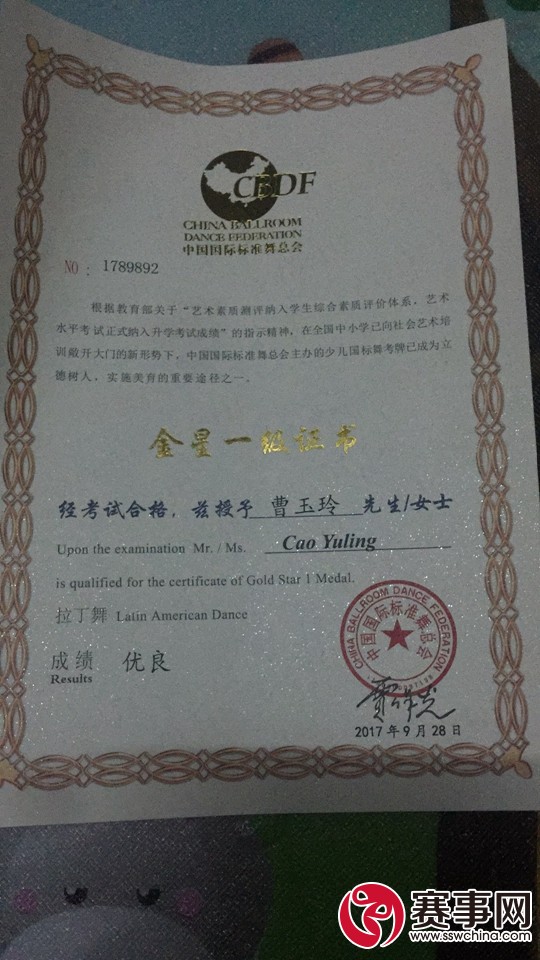 CBDF
CHINA BALLROOM
DANCE FEDERATION
中国国际标准舞总会
NO：1789892
根据教育部关于“艺术素质测评纳入学生综合素质评价体系，艺术
水平考试正式纳入升学考试成绩”的指示精神，在全国中小学已向社会艺术培
训敞开大门的新形势下，中国国际标准舞总会主办的少儿国标舞考牌已成为立
德树人，实施美育的重要途径之一。
金星一级证书
经考试合格，兹授予 曹玉玲 先生/女士
Upon the examination Mr. / Ms. Cao Yuling
is qualified for the certificate of Gold Star 1 Medal.
拉丁舞 Latin American Dance
CHINA BALLROOM DANCE FEDERATION
中国国际标准舞总会
成绩 优良
Results
2017年9月28日
赛事网
www.sswchina.com